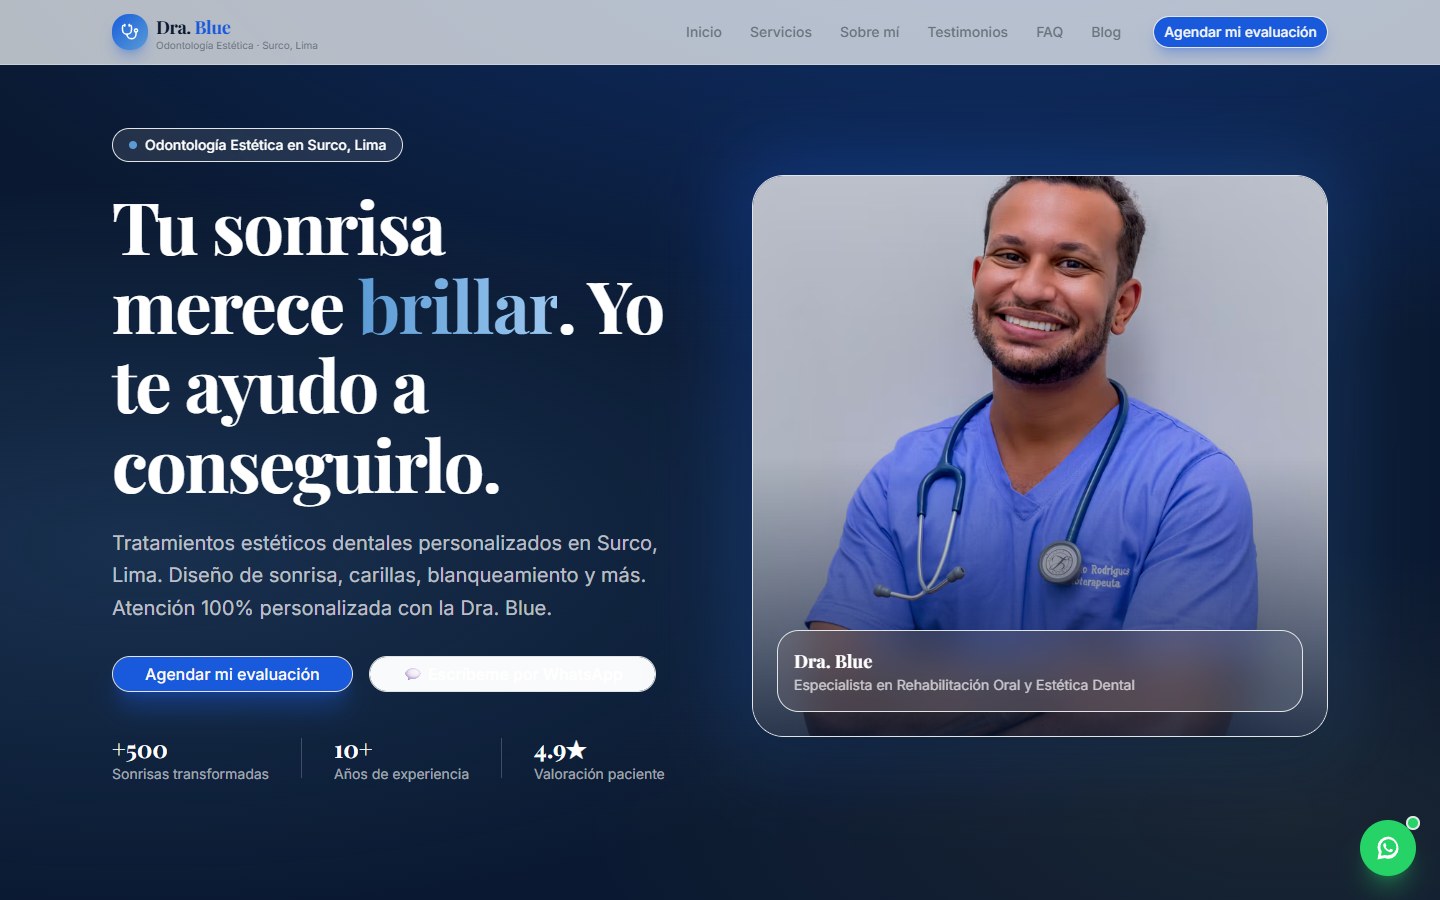 Dra. Blue
Odontología Estética · Surco, Lima
Inicio
Servicios
Sobre mí
Testimonios
FAQ
Blog
Agendar mi evaluación
Odontología Estética en Surco, Lima
Tu sonrisa
merece brillar. Yo
te ayudo a
conseguirlo.
Tratamientos estéticos dentales personalizados en Surco,
Lima. Diseño de sonrisa, carillas, blanqueamiento y más.
Atención 100% personalizada con la Dra. Blue.
Agendar mi evaluación
💬 Escríbeme por WhatsApp
+500
Sonrisas transformadas
10+
Años de experiencia
4.9★
Valoración paciente
Dra. Blue
Especialista en Rehabilitación Oral y Estética Dental